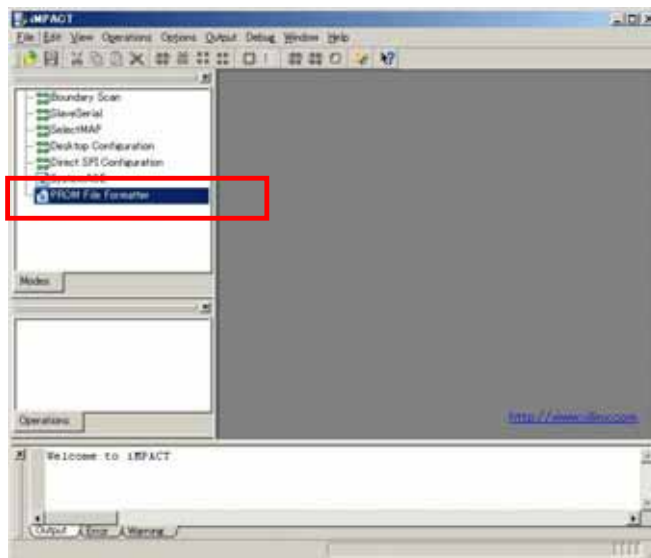 iMPACT
File Edit View Operations Options Output Debug Window Help
Boundary Scan
SlaveSerial
SelectMAP
Desktop Configuration
Direct SPI Configuration
SystemACE
PROM File Formatter
Modes
Operations
http://www.xilinx.com
Welcome to iMPACT
Output Error Warning